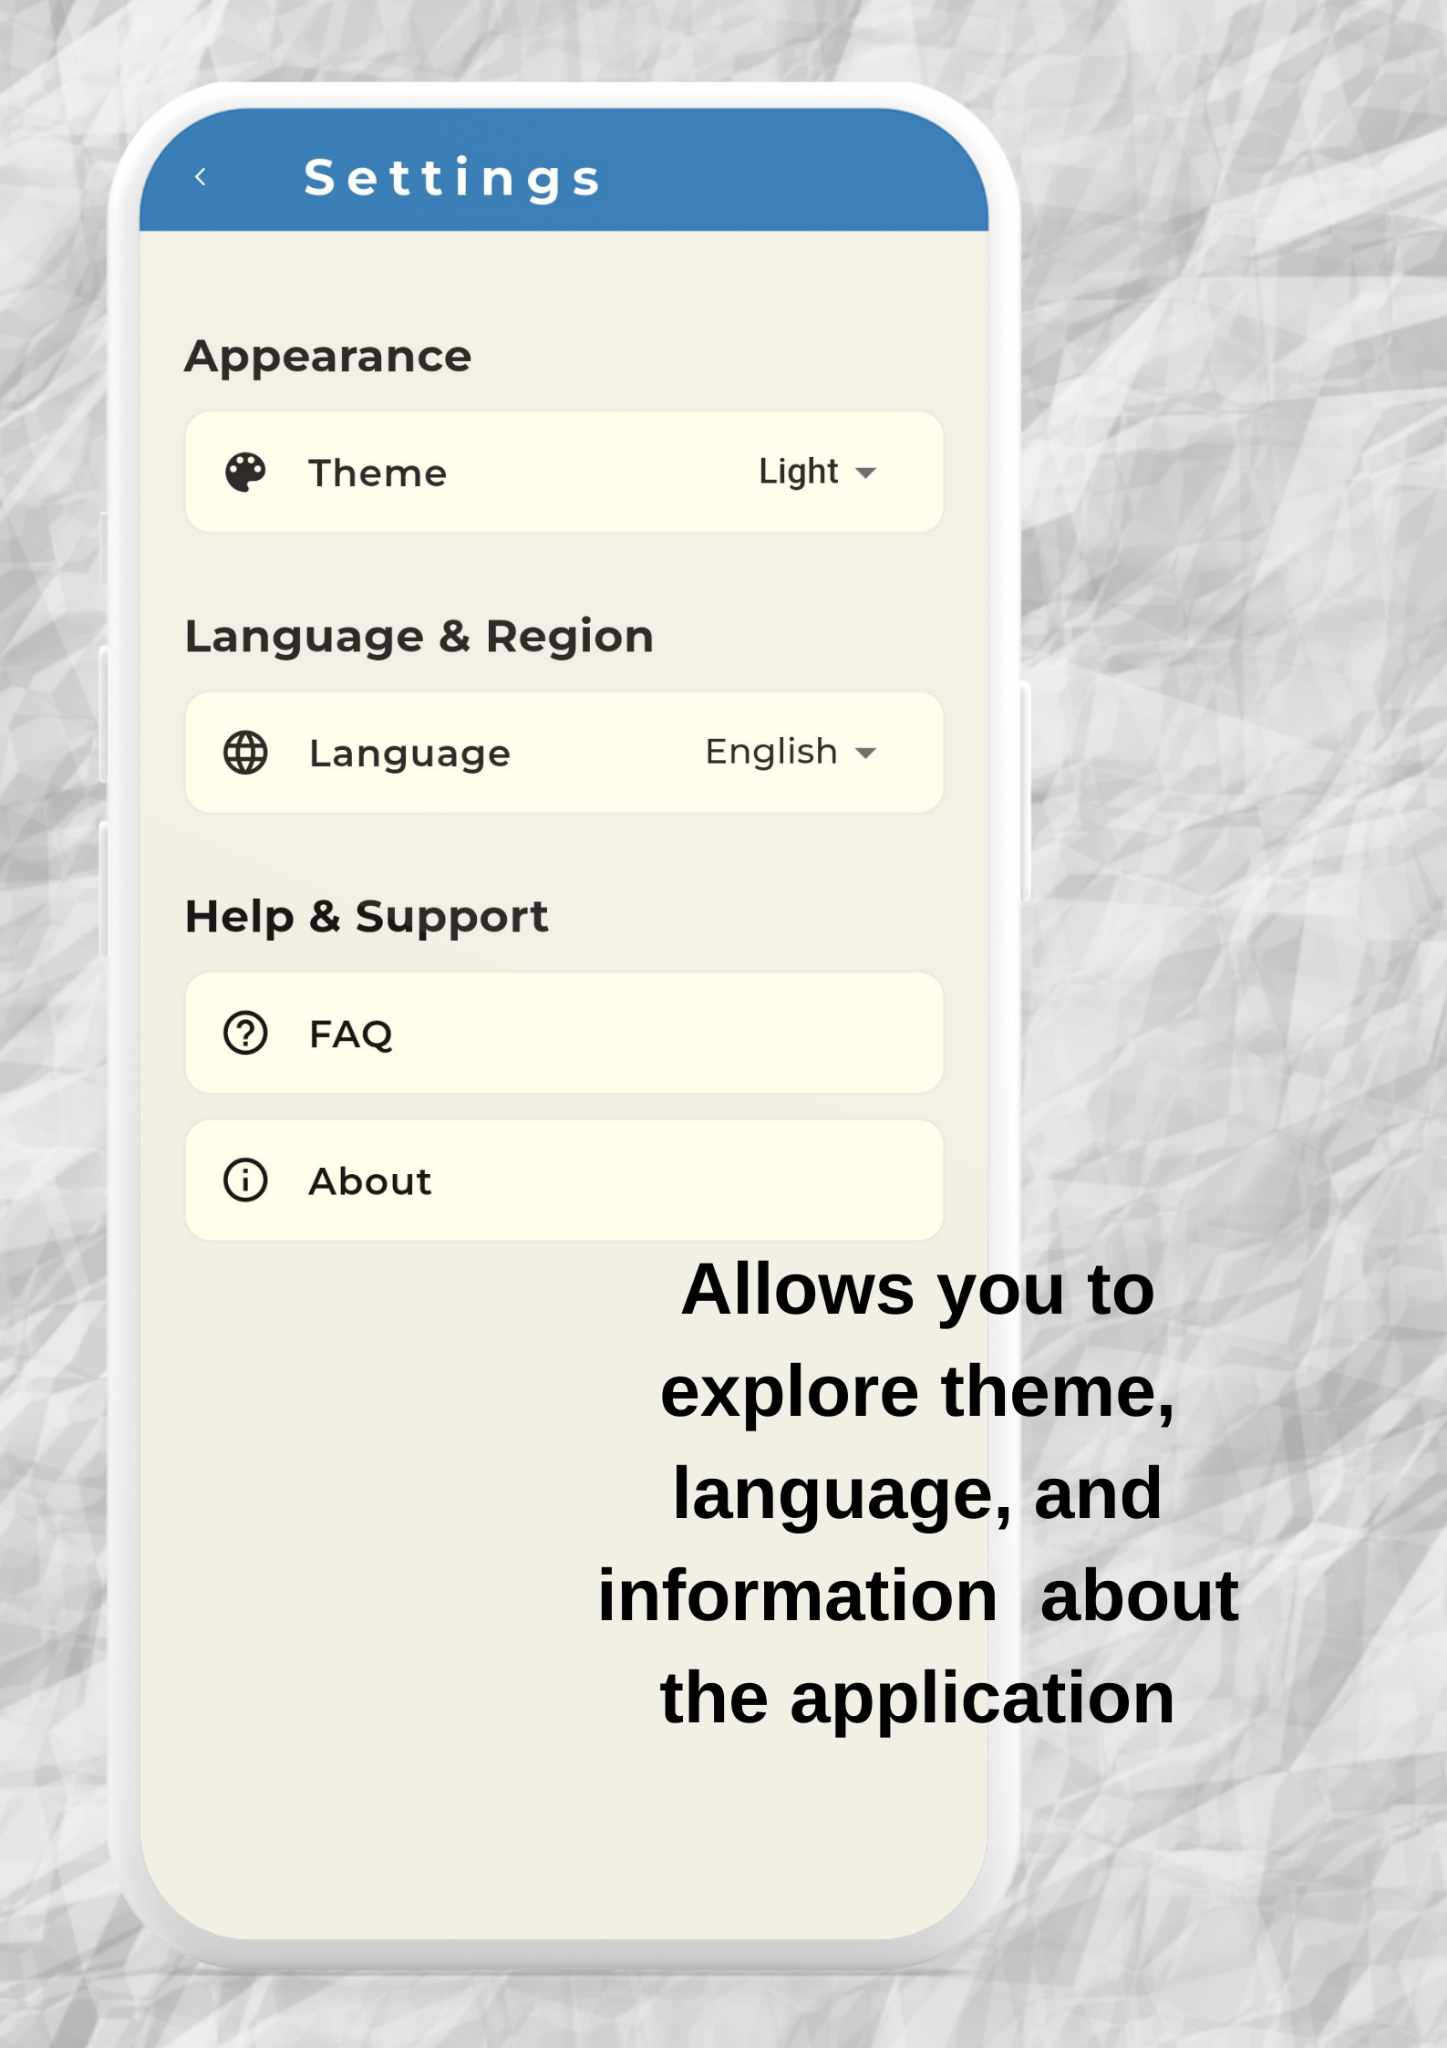 Settings
Appearance
Theme Light
Language & Region
Language English
Help & Support
FAQ
About
Allows you to
explore theme,
language, and
information  about
the application